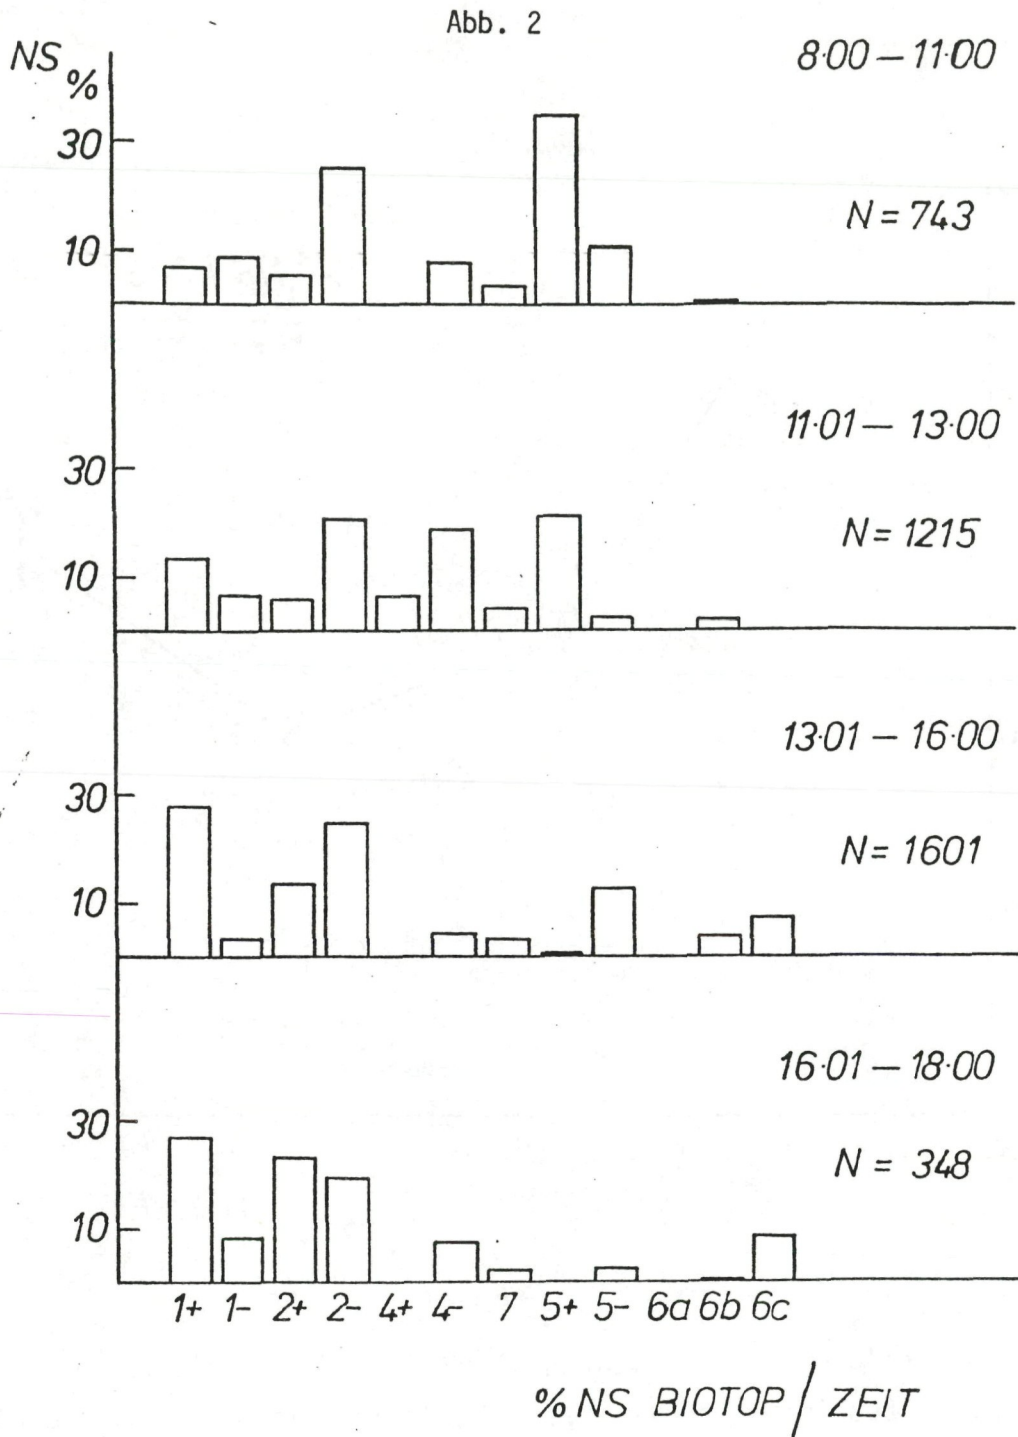 Abb. 2
NS % 8·00 – 11·00
30
N = 743
10
11·01 – 13·00
30
N = 1215
10
13·01 – 16·00
30
N = 1601
10
16·01 – 18·00
30
N = 348
10
1+ 1- 2+ 2- 4+ 4- 7 5+ 5- 6a 6b 6c
% NS BIOTOP / ZEIT